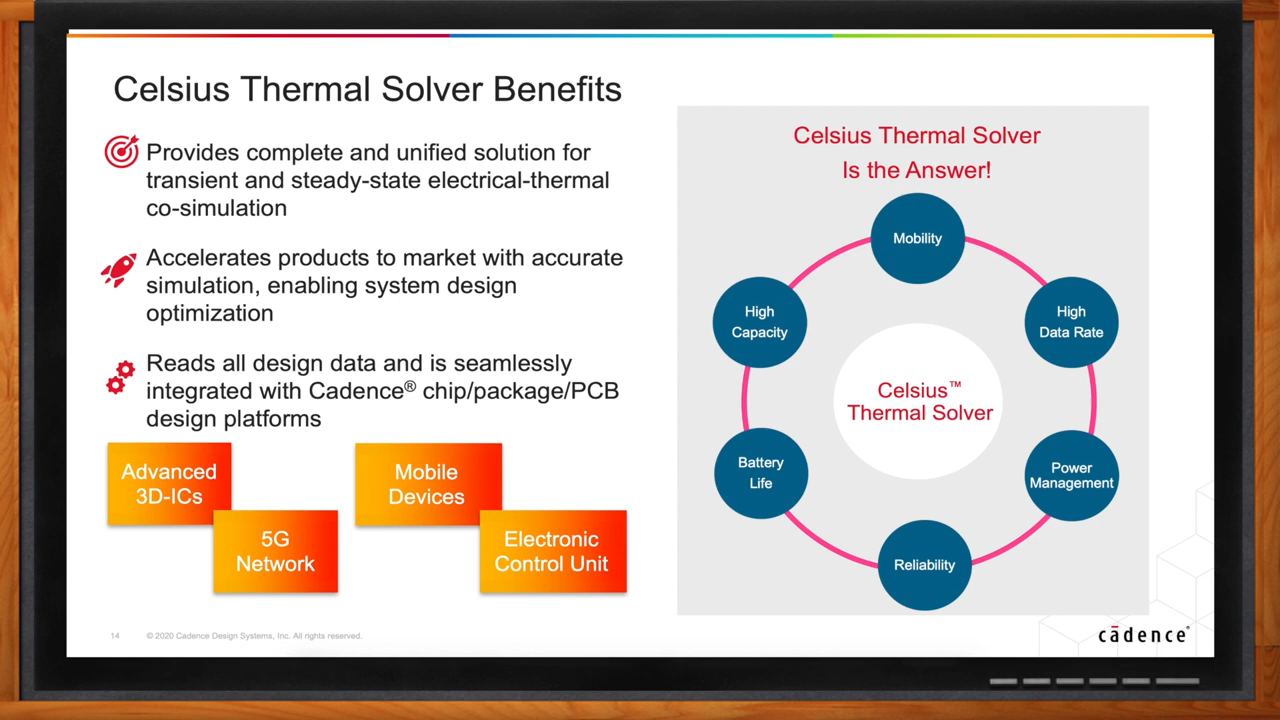 Celsius Thermal Solver Benefits
Provides complete and unified solution for
transient and steady-state electrical-thermal
co-simulation
Accelerates products to market with accurate
simulation, enabling system design
optimization
Reads all design data and is seamlessly
integrated with Cadence® chip/package/PCB
design platforms
Advanced
3D-ICs
5G
Network
Mobile
Devices
Electronic
Control Unit
Celsius Thermal Solver
Is the Answer!
Mobility
High
Data Rate
Power
Management
Reliability
Battery
Life
High
Capacity
Celsius™
Thermal Solver
14
© 2020 Cadence Design Systems, Inc. All rights reserved.
cādence®